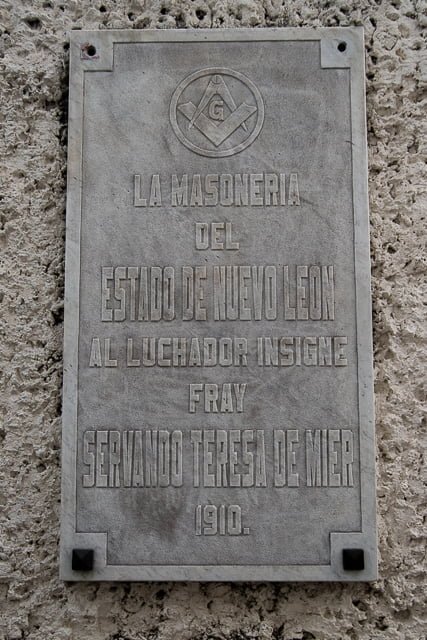 G
LA MASONERIA
DEL
ESTADO DE NUEVO LEON
AL LUCHADOR INSIGNE
FRAY
SERVANDO TERESA DE MIER
1910.